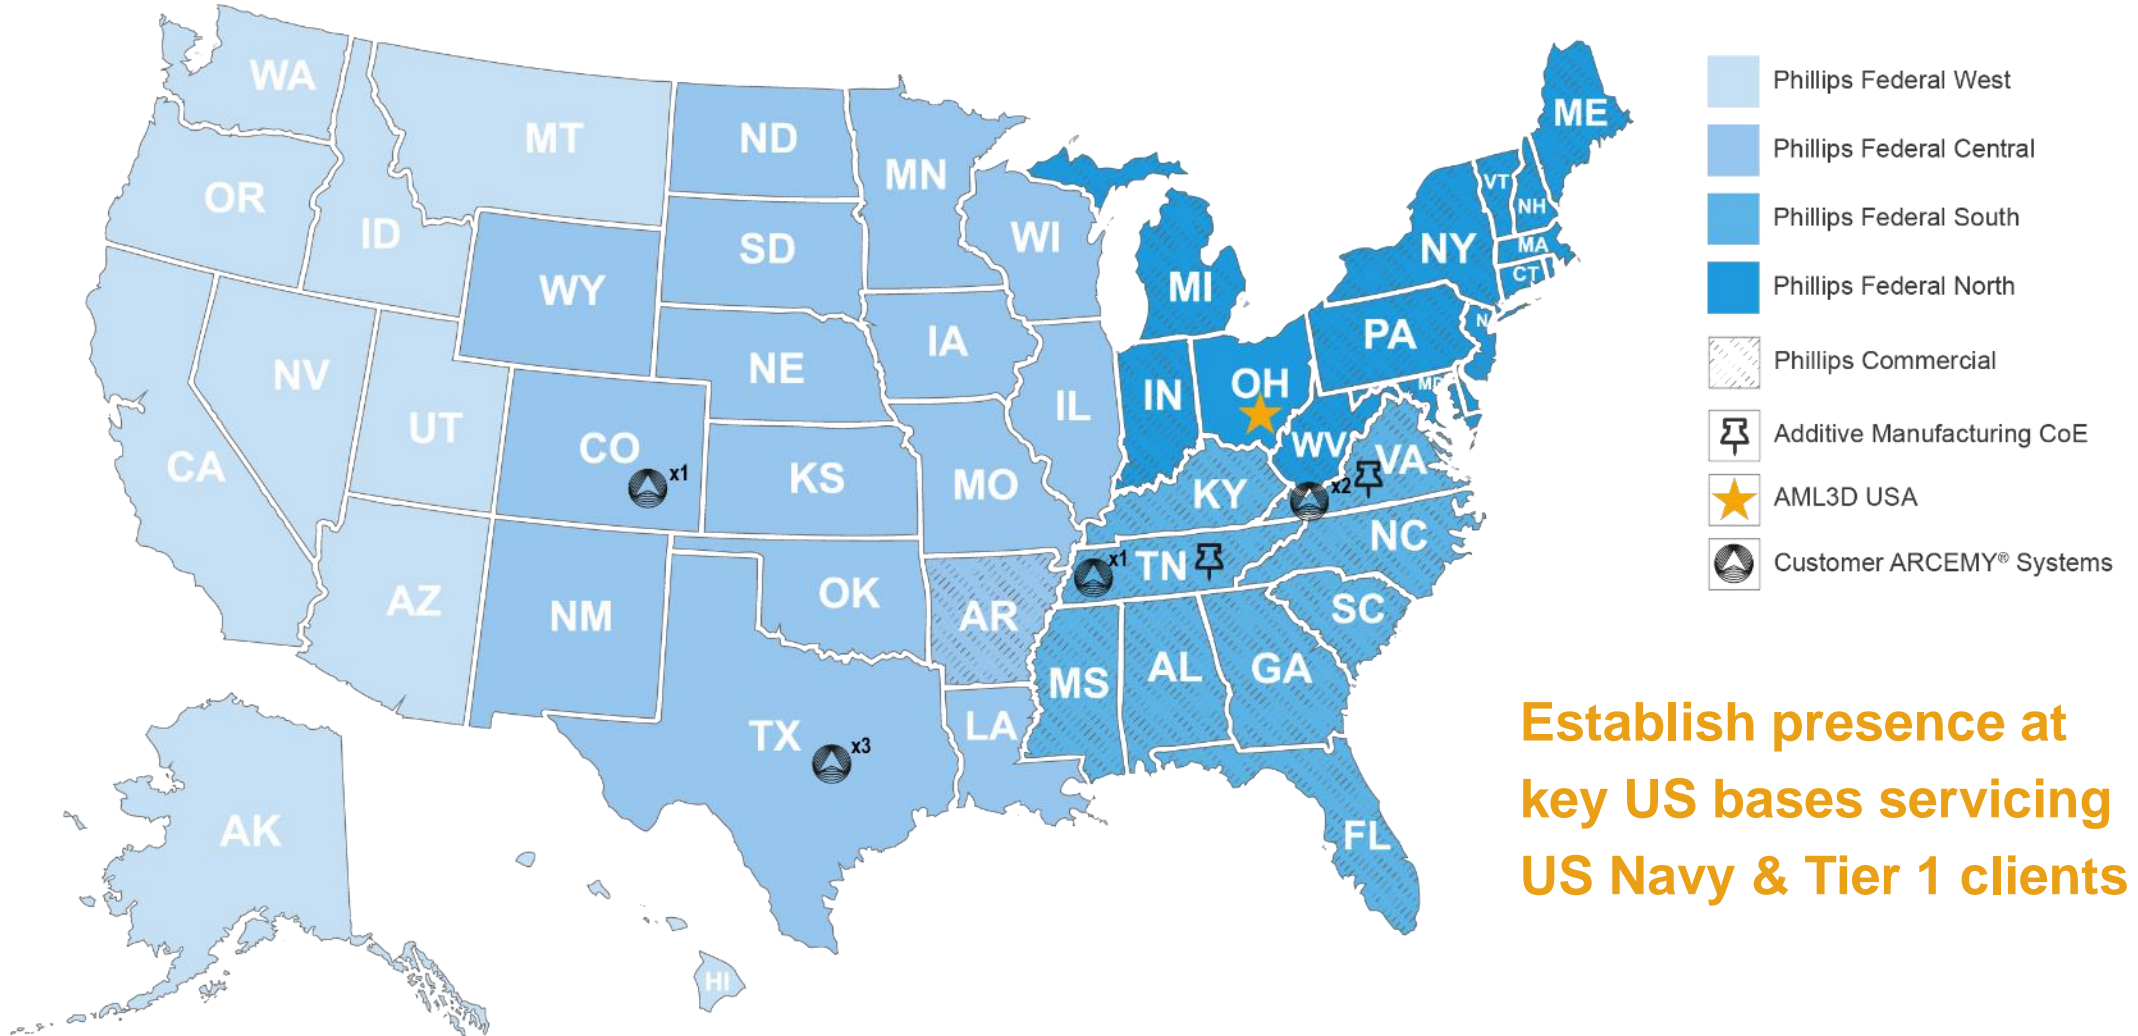 WA
MT
ND
MN
ME
OR
ID
SD
WI
VT
NH
NY
MA
CT
WY
MI
IA
PA
N
NV
NE
IN
OH
MD
UT
CO
x1
KS
MO
IL
WV
VA
CA
KY
x2
NC
x1
TN
AZ
NM
OK
AR
SC
MS
AL
GA
TX
x3
LA
FL
AK
HI
Phillips Federal West
Phillips Federal Central
Phillips Federal South
Phillips Federal North
Phillips Commercial
Additive Manufacturing CoE
AML3D USA
Customer ARCEMY® Systems
Establish presence at
key US bases servicing
US Navy & Tier 1 clients